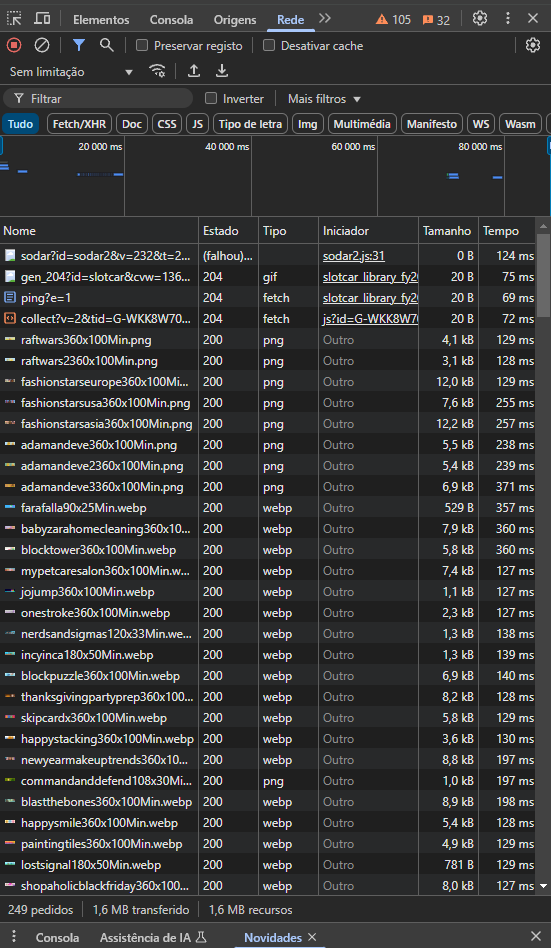 Elementos Consola Origens Rede 105 32
Preservar registo Desativar cache
Sem limitação
Filtrar Inverter Mais filtros
Tudo Fetch/XHR Doc CSS JS Tipo de letra Img Multimédia Manifesto WS Wasm
20 000 ms 40 000 ms 60 000 ms 80 000 ms
Nome Estado Tipo Iniciador Tamanho Tempo
sodar?id=sodar2&v=232&t=2... (falhou)... sodar2.js:31 0 B 124 ms
gen_204?id=slotcar&cvw=136... 204 gif slotcar_library_fy20 20 B 75 ms
ping?e=1 204 fetch slotcar_library_fy20 20 B 69 ms
collect?v=2&tid=G-WKK8W70... 204 fetch js?id=G-WKK8W7 20 B 72 ms
raftwars360x100Min.png 200 png Outro 4,1 kB 129 ms
raftwars2360x100Min.png 200 png Outro 3,1 kB 128 ms
fashionstarseurope360x100Mi... 200 png Outro 12,0 kB 129 ms
fashionstarsusa360x100Min.png 200 png Outro 7,6 kB 255 ms
fashionstarsasia360x100Min.png 200 png Outro 12,2 kB 257 ms
adamandeve360x100Min.png 200 png Outro 5,5 kB 238 ms
adamandeve2360x100Min.png 200 png Outro 5,4 kB 239 ms
adamandeve3360x100Min.png 200 png Outro 6,9 kB 371 ms
farafalla90x25Min.webp 200 webp Outro 529 B 357 ms
babyzarahomecleaning360x10... 200 webp Outro 7,9 kB 360 ms
blocktower360x100Min.webp 200 webp Outro 5,8 kB 360 ms
mypetcaresalon360x100Min.w... 200 webp Outro 7,4 kB 127 ms
jojump360x100Min.webp 200 webp Outro 1,1 kB 127 ms
onestroke360x100Min.webp 200 webp Outro 2,3 kB 127 ms
nerdsandsigmas120x33Min.we... 200 webp Outro 1,3 kB 138 ms
incyinca180x50Min.webp 200 webp Outro 1,3 kB 139 ms
blockpuzzle360x100Min.webp 200 webp Outro 6,9 kB 140 ms
thanksgivingpartyprep360x100... 200 webp Outro 8,2 kB 128 ms
skipcardx360x100Min.webp 200 webp Outro 5,8 kB 129 ms
happystacking360x100Min.webp 200 webp Outro 3,6 kB 130 ms
newyearmakeuptrends360x10... 200 webp Outro 8,8 kB 197 ms
commandanddefend108x30Mi... 200 png Outro 1,0 kB 197 ms
blastthebones360x100Min.webp 200 webp Outro 8,9 kB 198 ms
happysmile360x100Min.webp 200 webp Outro 5,4 kB 128 ms
paintingtiles360x100Min.webp 200 webp Outro 4,9 kB 129 ms
lostsignal180x50Min.webp 200 webp Outro 781 B 129 ms
shopaholicblackfriday360x100... 200 webp Outro 8,0 kB 127 ms
249 pedidos 1,6 MB transferido 1,6 MB recursos
Consola Assistência de IA Novidades